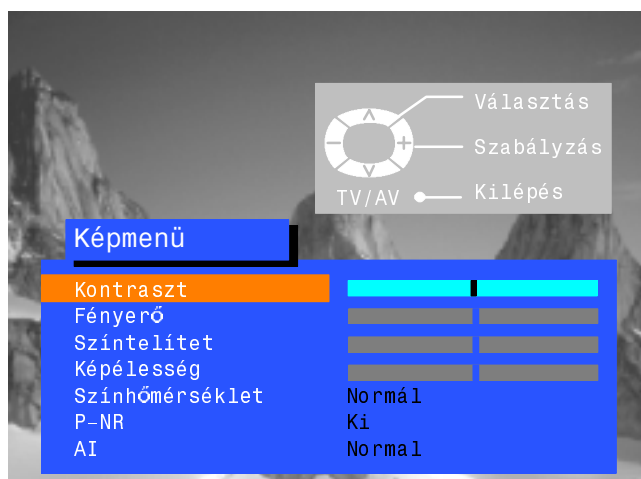 Választás
Szabályzás
TV/AV
Kilépés
Képmenü
Kontraszt
Fényerő
Színtelítet
Képélesség
Színhőmérséklet Normál
P-NR Ki
AI Normal